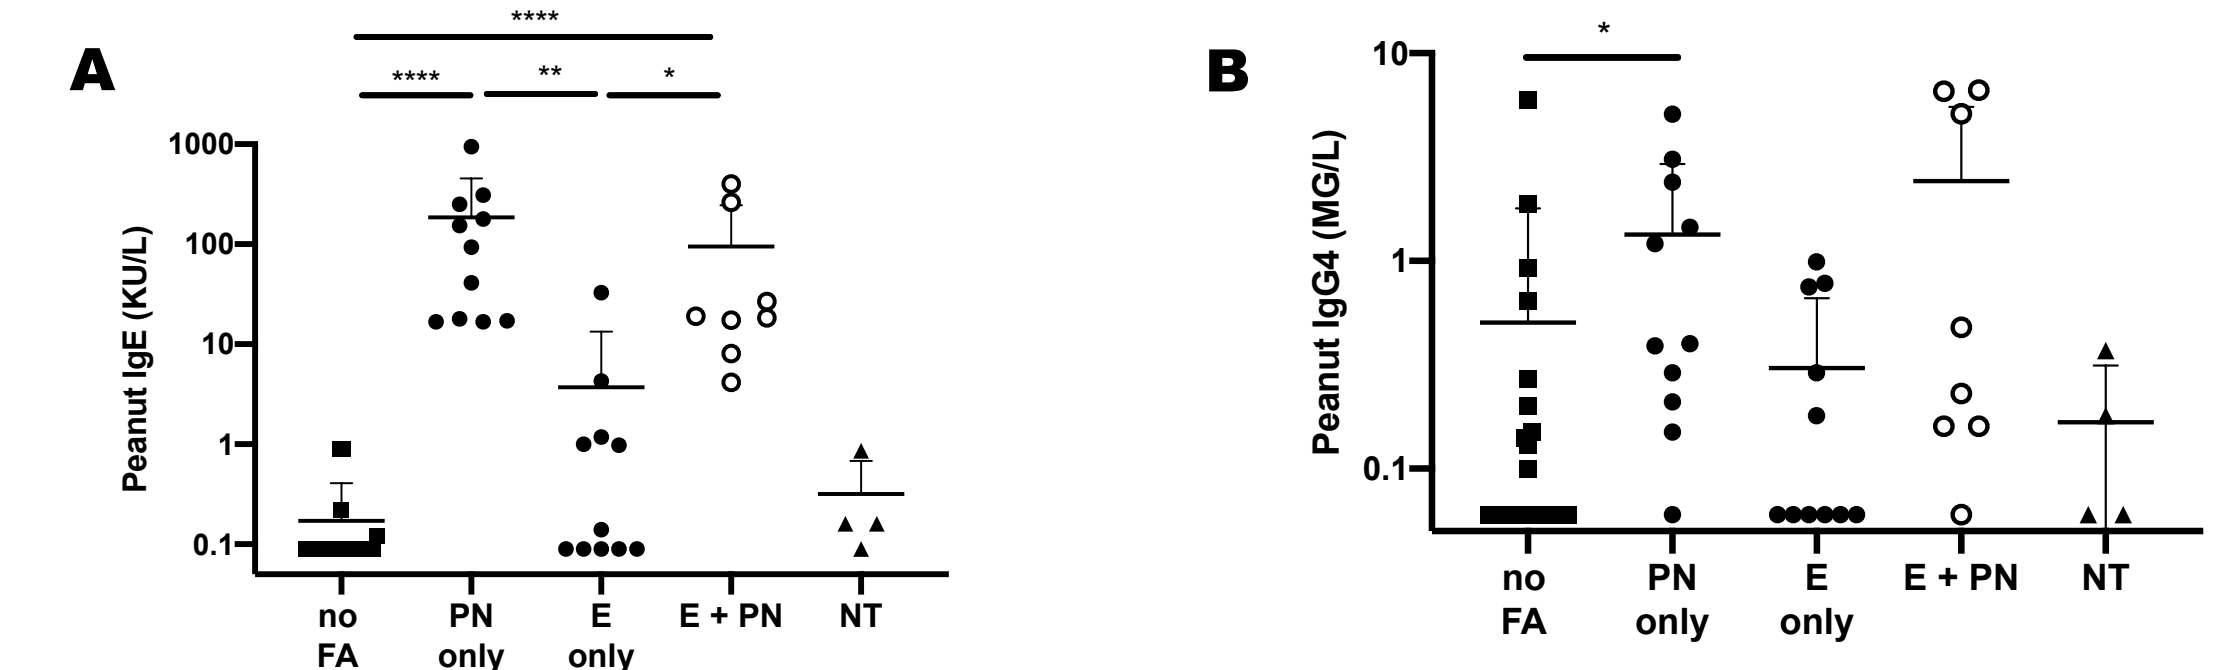 A
****
**** ** *
1000
100
10
1
0.1
Peanut IgE (KU/L)
no FA
PN only
E only
E + PN
NT
B
*
10
1
0.1
Peanut IgG4 (MG/L)
no FA
PN only
E only
E + PN
NT